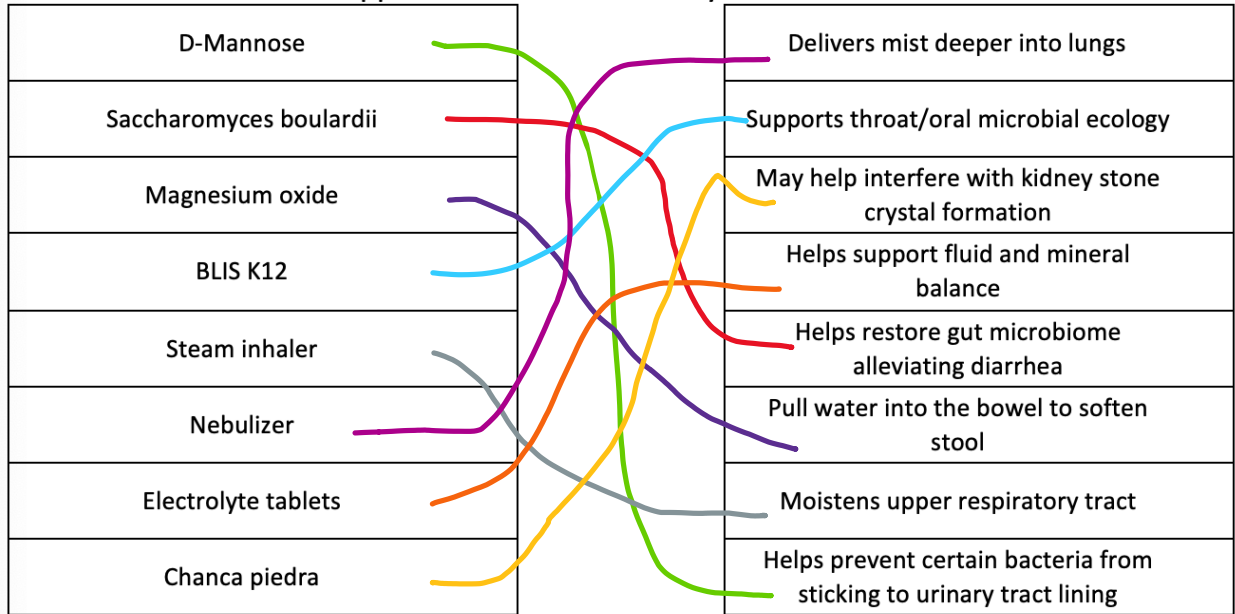 D-Mannose
Delivers mist deeper into lungs
Saccharomyces boulardii
Supports throat/oral microbial ecology
Magnesium oxide
May help interfere with kidney stone
crystal formation
BLIS K12
Helps support fluid and mineral
balance
Steam inhaler
Helps restore gut microbiome
alleviating diarrhea
Nebulizer
Pull water into the bowel to soften
stool
Electrolyte tablets
Moistens upper respiratory tract
Chanca piedra
Helps prevent certain bacteria from
sticking to urinary tract lining